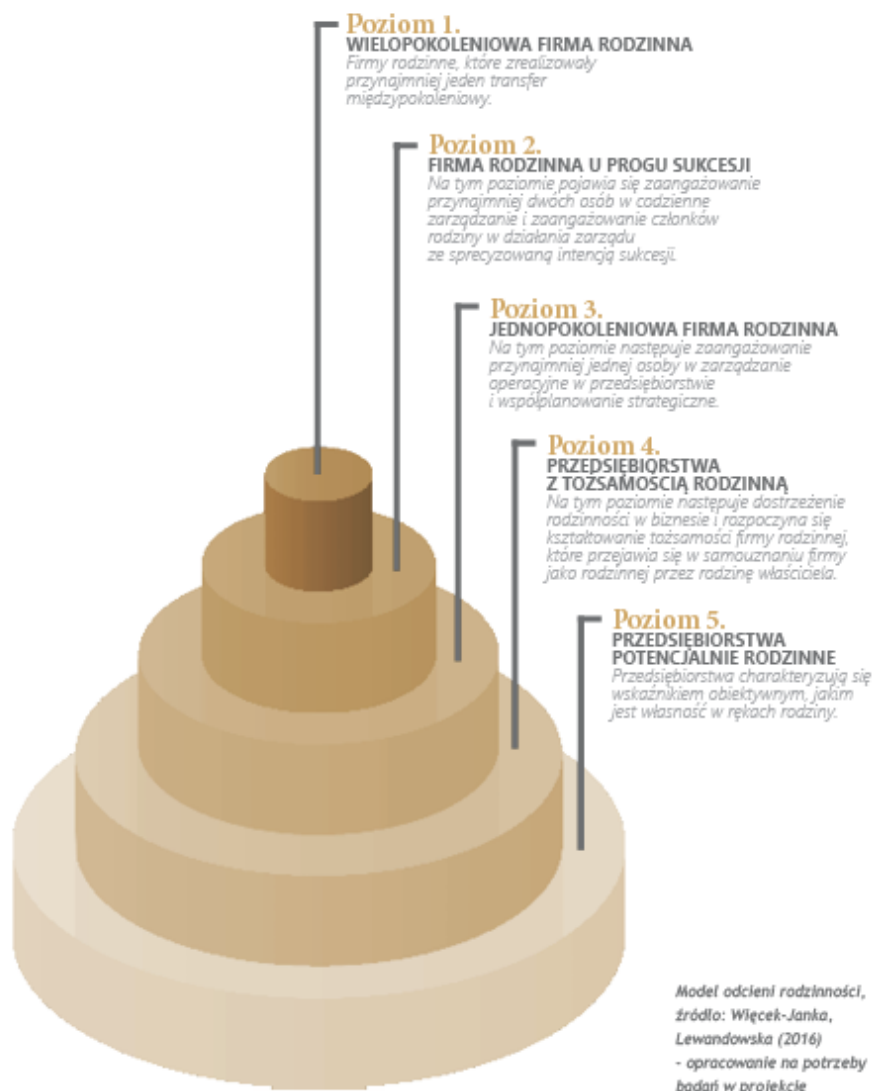 Poziom 1.
WIELOPOKOLENIOWA FIRMA RODZINNA
Firmy rodzinne, które zrealizowały
przynajmniej jeden transfer
międzypokoleniowy.
Poziom 2.
FIRMA RODZINNA U PROGU SUKCESJI
Na tym poziomie pojawia się zaangażowanie
przynajmniej dwóch osób w codzienne
zarządzanie i zaangażowanie członków
rodziny w działania zarządu
ze sprecyzowaną intencją sukcesji.
Poziom 3.
JEDNOPOKOLENIOWA FIRMA RODZINNA
Na tym poziomie następuje zaangażowanie
przynajmniej jednej osoby w zarządzanie
operacyjne w przedsiębiorstwie
i współplanowanie strategiczne.
Poziom 4.
PRZEDSIĘBIORSTWA
Z TOŻSAMOŚCIĄ RODZINNĄ
Na tym poziomie następuje dostrzeżenie
rodzinności w biznesie i rozpoczyna się
kształtowanie tożsamości firmy rodzinnej,
które przejawia się w samouznaniu firmy
jako rodzinnej przez rodzinę właściciela.
Poziom 5.
PRZEDSIĘBIORSTWA
POTENCJALNIE RODZINNE
Przedsiębiorstwa charakteryzują się
wskaźnikiem obiektywnym, jakim
jest własność w rękach rodziny.
Model odcieni rodzinności,
źródło: Więcek-Janka,
Lewandowska (2016)
- opracowanie na potrzeby
badań w projekcie